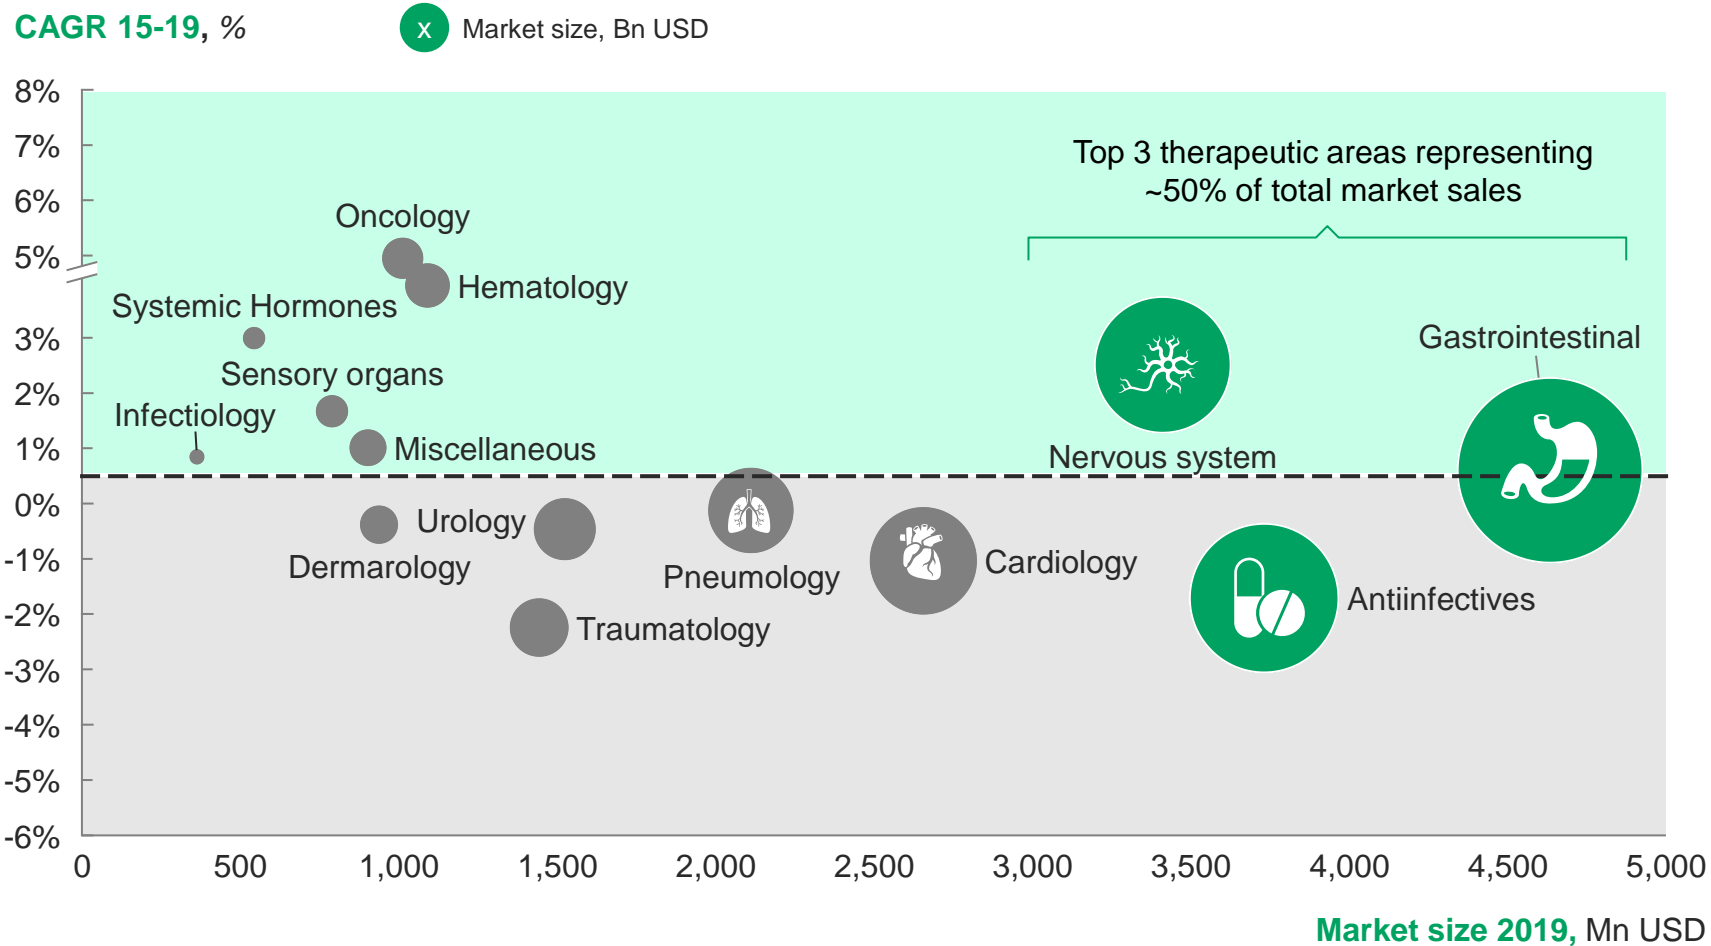 CAGR 15-19, %
x Market size, Bn USD
8%
7%
6%
5%
3%
2%
1%
0%
-1%
-2%
-3%
-4%
-5%
-6%
Top 3 therapeutic areas representing
~50% of total market sales
Oncology
Hematology
Systemic Hormones
Sensory organs
Infectiology
Miscellaneous
Gastrointestinal
Nervous system
Urology
Dermarology
Pneumology
Cardiology
Antiinfectives
Traumatology
0 500 1,000 1,500 2,000 2,500 3,000 3,500 4,000 4,500 5,000
Market size 2019, Mn USD